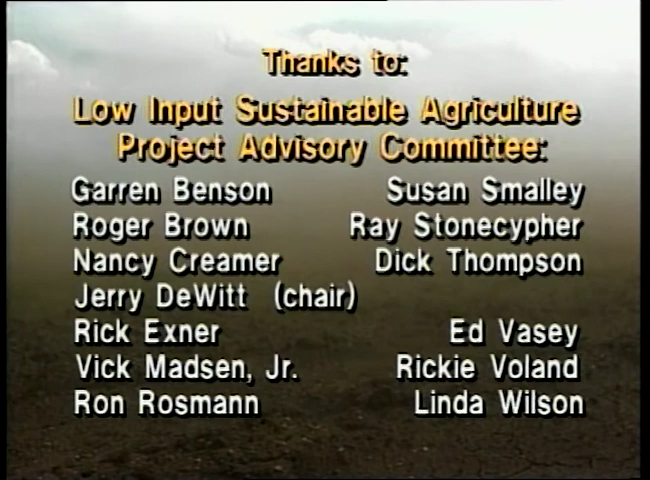 Thanks to:
Low Input Sustainable Agriculture
Project Advisory Committee:
Garren Benson Susan Smalley
Roger Brown Ray Stonecypher
Nancy Creamer Dick Thompson
Jerry DeWitt (chair)
Rick Exner Ed Vasey
Vick Madsen, Jr. Rickie Voland
Ron Rosmann Linda Wilson